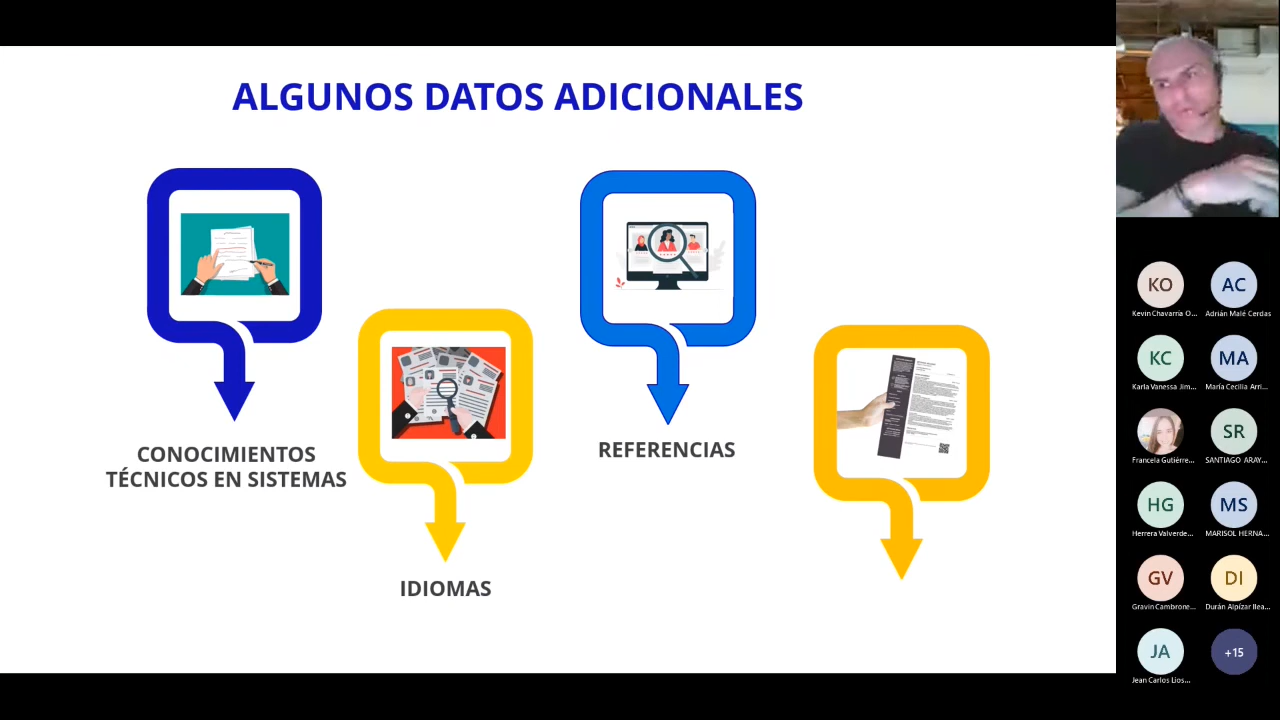 ALGUNOS DATOS ADICIONALES
CONOCIMIENTOS
TÉCNICOS EN SISTEMAS
IDIOMAS
REFERENCIAS
KO
Kevin Chavarría O...
AC
Adrián Malé Cerdas
KC
Karla Vanessa Jim...
MA
María Cecilia Arri...
Francela Gutiérre...
SR
SANTIAGO ARAY...
HG
Herrera Valverde...
MS
MARISOL HERNA...
GV
Gravin Cambrone...
DI
Durán Alpízar Ilea...
JA
Jean Carlos Lios...
+15